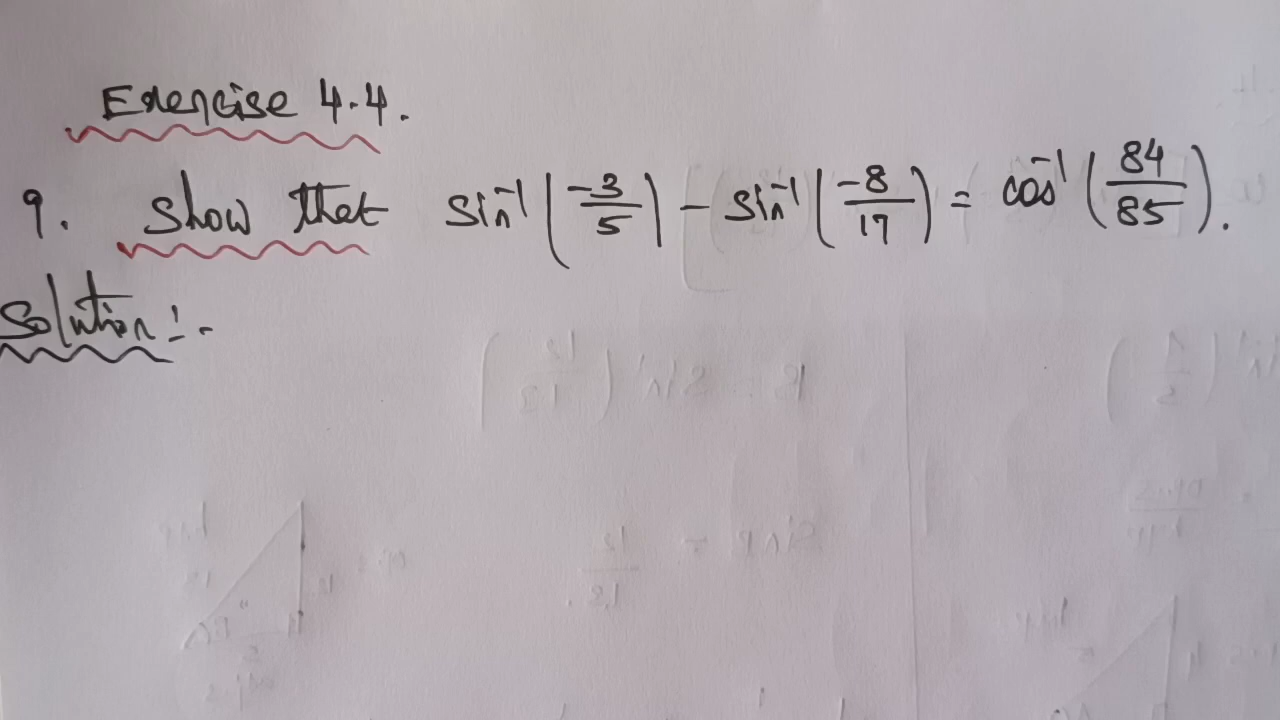 Exercise 4.4.
9. Show that sin⁻¹(-3/5) - sin⁻¹(-8/17) = cos⁻¹(84/85).
Solution:-